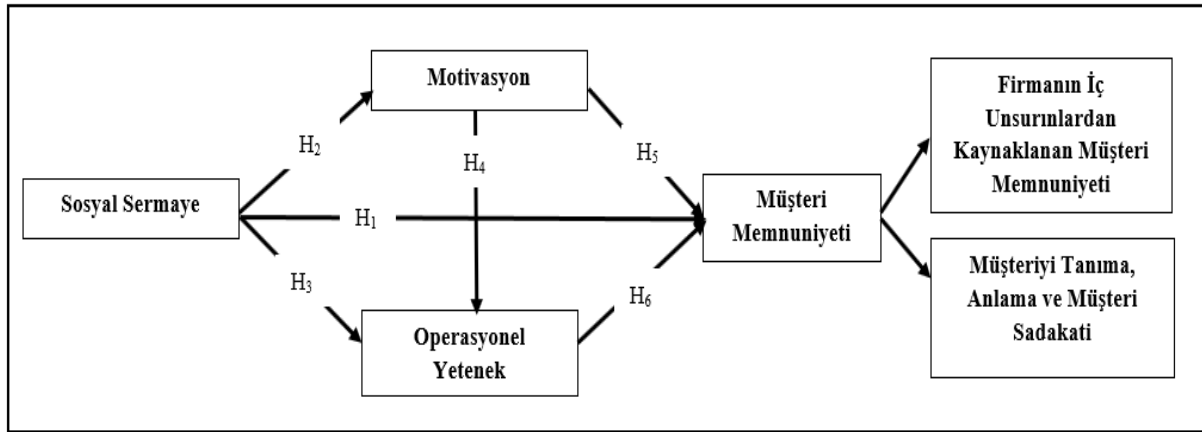 Motivasyon
Firmanın İç
Unsurınlardan
Kaynaklanan Müşteri
Memnuniyeti
H2
H4
H5
Sosyal Sermaye
H1
Müşteri
Memnuniyeti
H3
H6
Operasyonel
Yetenek
Müşteriyi Tanıma,
Anlama ve Müşteri
Sadakati